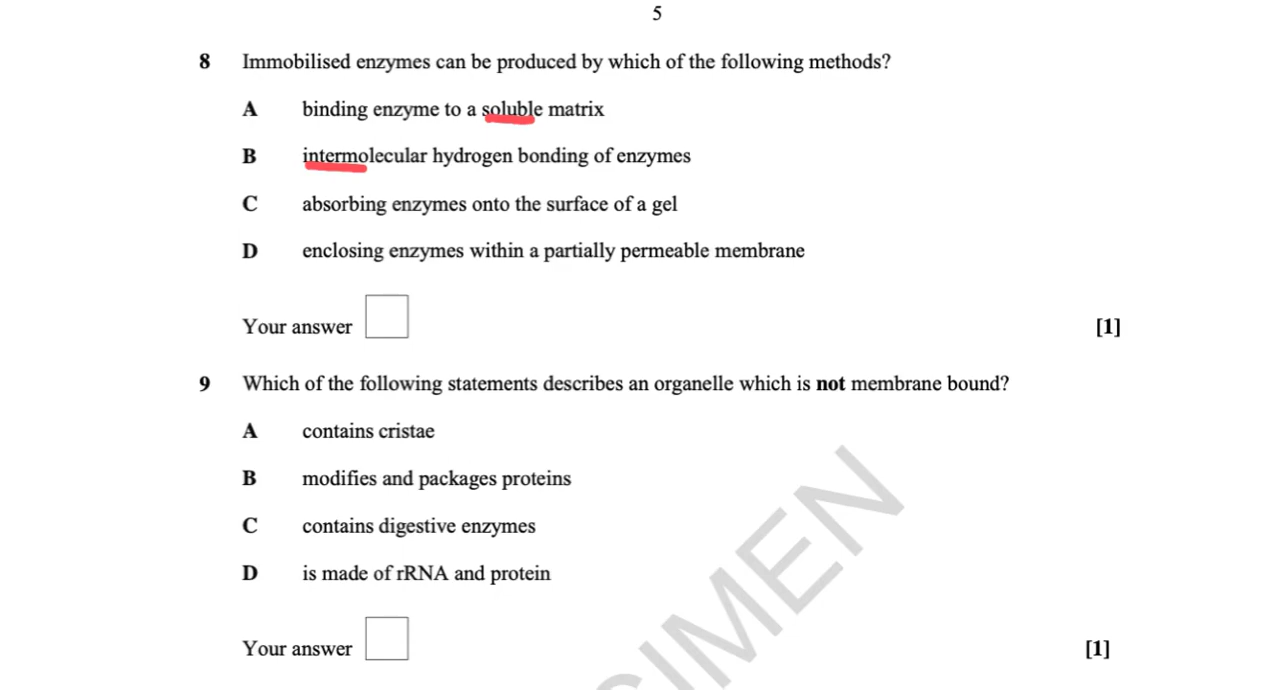 5
8 Immobilised enzymes can be produced by which of the following methods?
A binding enzyme to a soluble matrix
B intermolecular hydrogen bonding of enzymes
C absorbing enzymes onto the surface of a gel
D enclosing enzymes within a partially permeable membrane
Your answer [1]
9 Which of the following statements describes an organelle which is not membrane bound?
A contains cristae
B modifies and packages proteins
C contains digestive enzymes
D is made of rRNA and protein
Your answer [1]
CIMEN